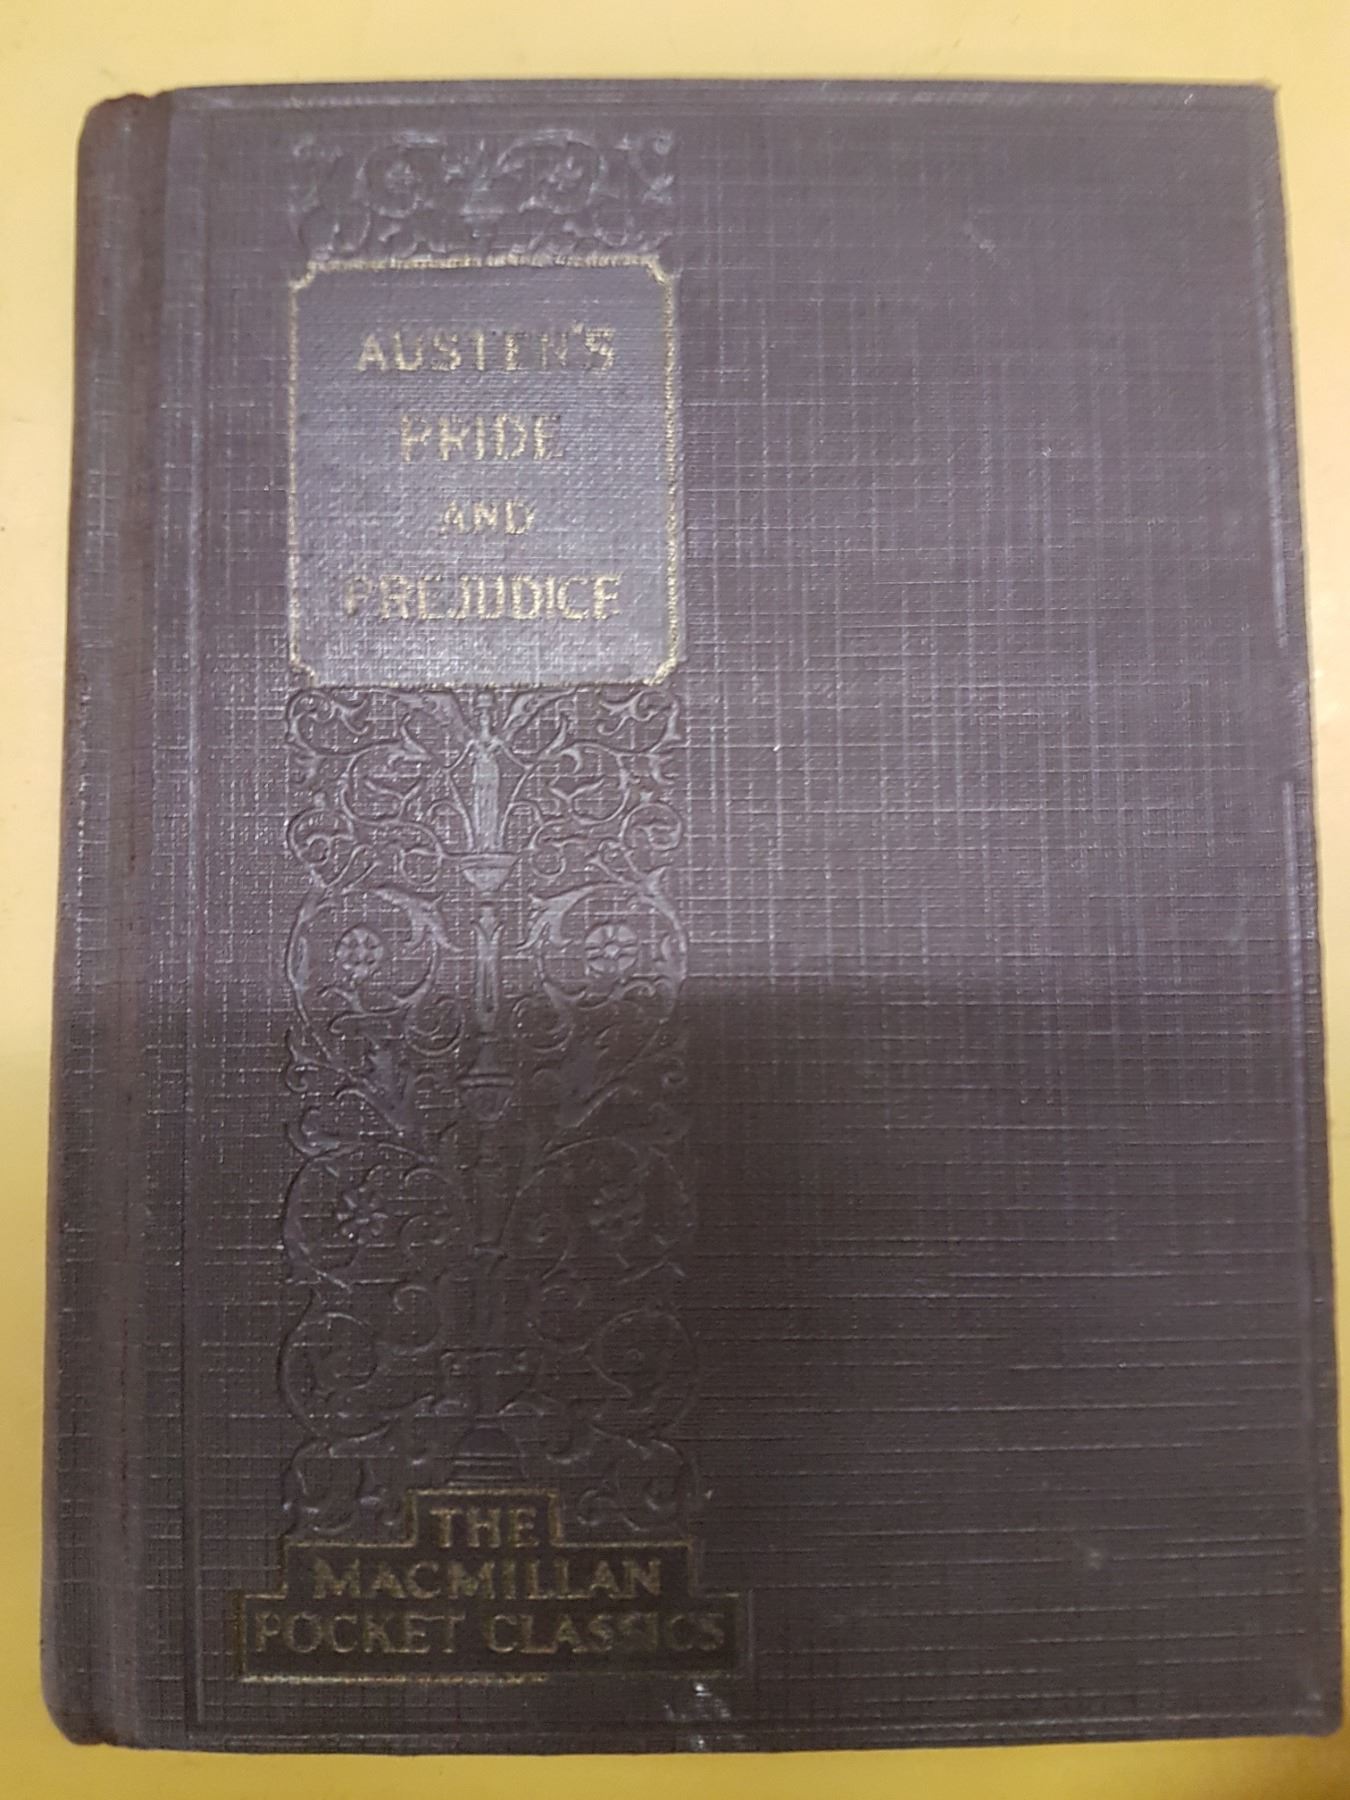 AUSTEN'S
PRIDE
AND
PREJUDICE
THE
MACMILLAN
POCKET CLASSICS